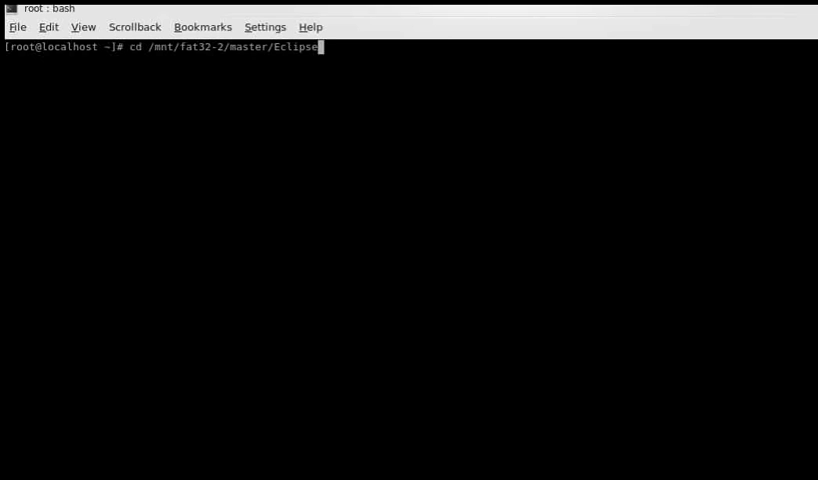 root : bash
File Edit View Scrollback Bookmarks Settings Help
[root@localhost ~]# cd /mnt/fat32-2/master/Eclipse